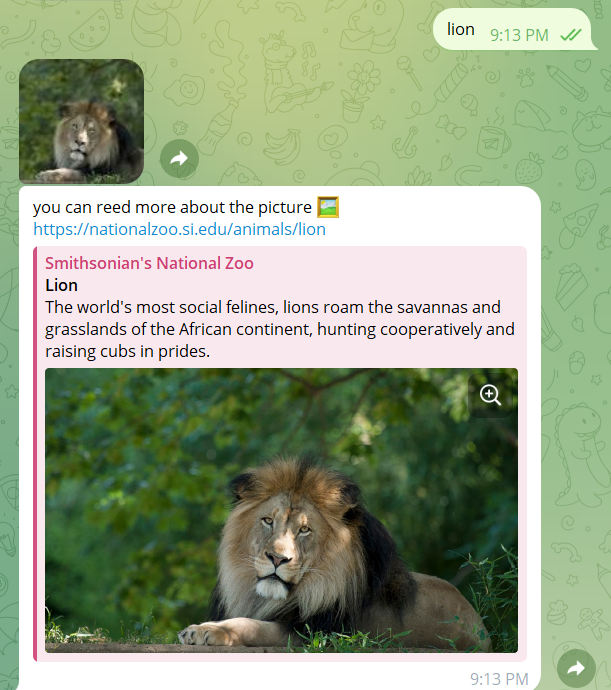 lion 9:13 PM
you can reed more about the picture 🖼️
https://nationalzoo.si.edu/animals/lion
Smithsonian's National Zoo
Lion
The world's most social felines, lions roam the savannas and
grasslands of the African continent, hunting cooperatively and
raising cubs in prides.
9:13 PM